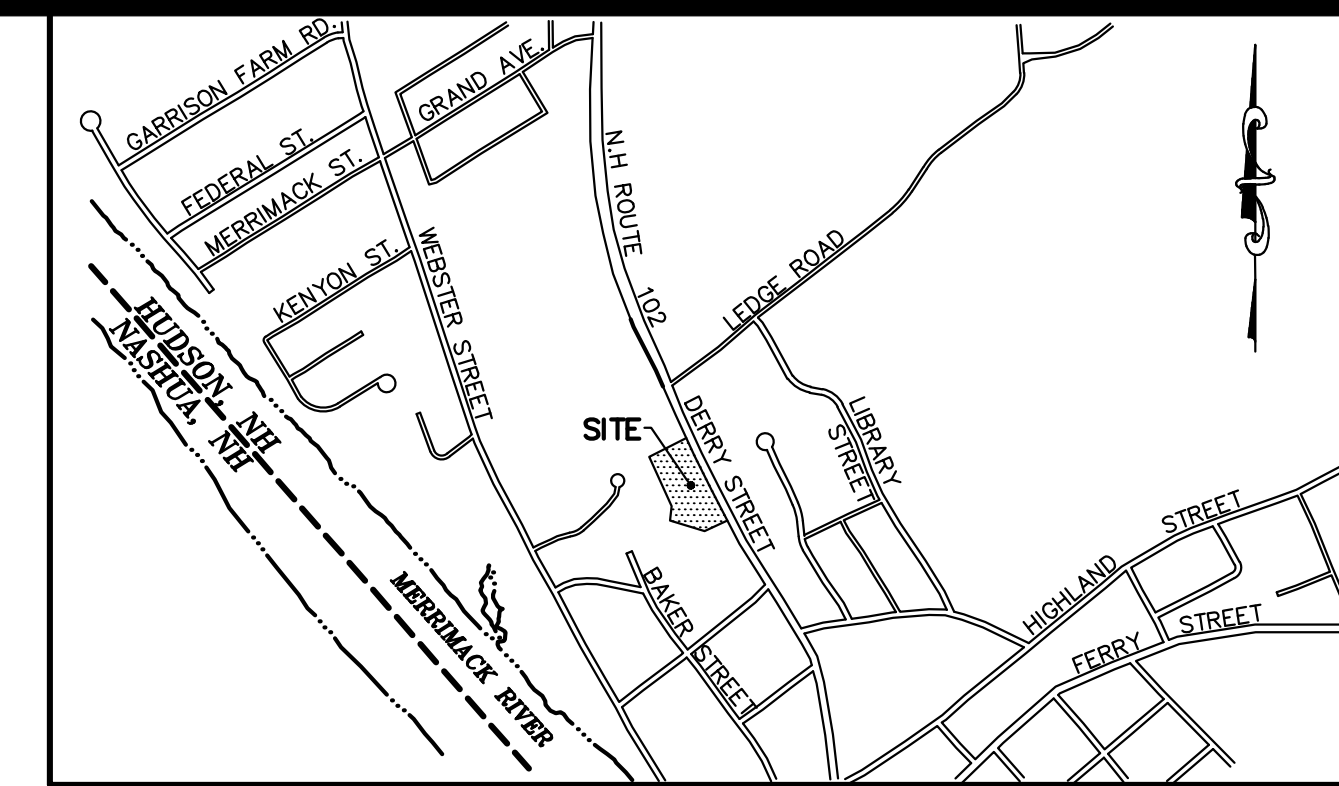 GARRISON FARM RD.
FEDERAL ST.
MERRIMACK ST.
GRAND AVE.
KENYON ST.
WEBSTER STREET
N.H ROUTE 102
LEDGE ROAD
HUDSON, NH
NASHUA, NH
SITE
DERRY STREET
LIBRARY
STREET
BAKER STREET
MERRIMACK RIVER
HIGHLAND STREET
FERRY STREET